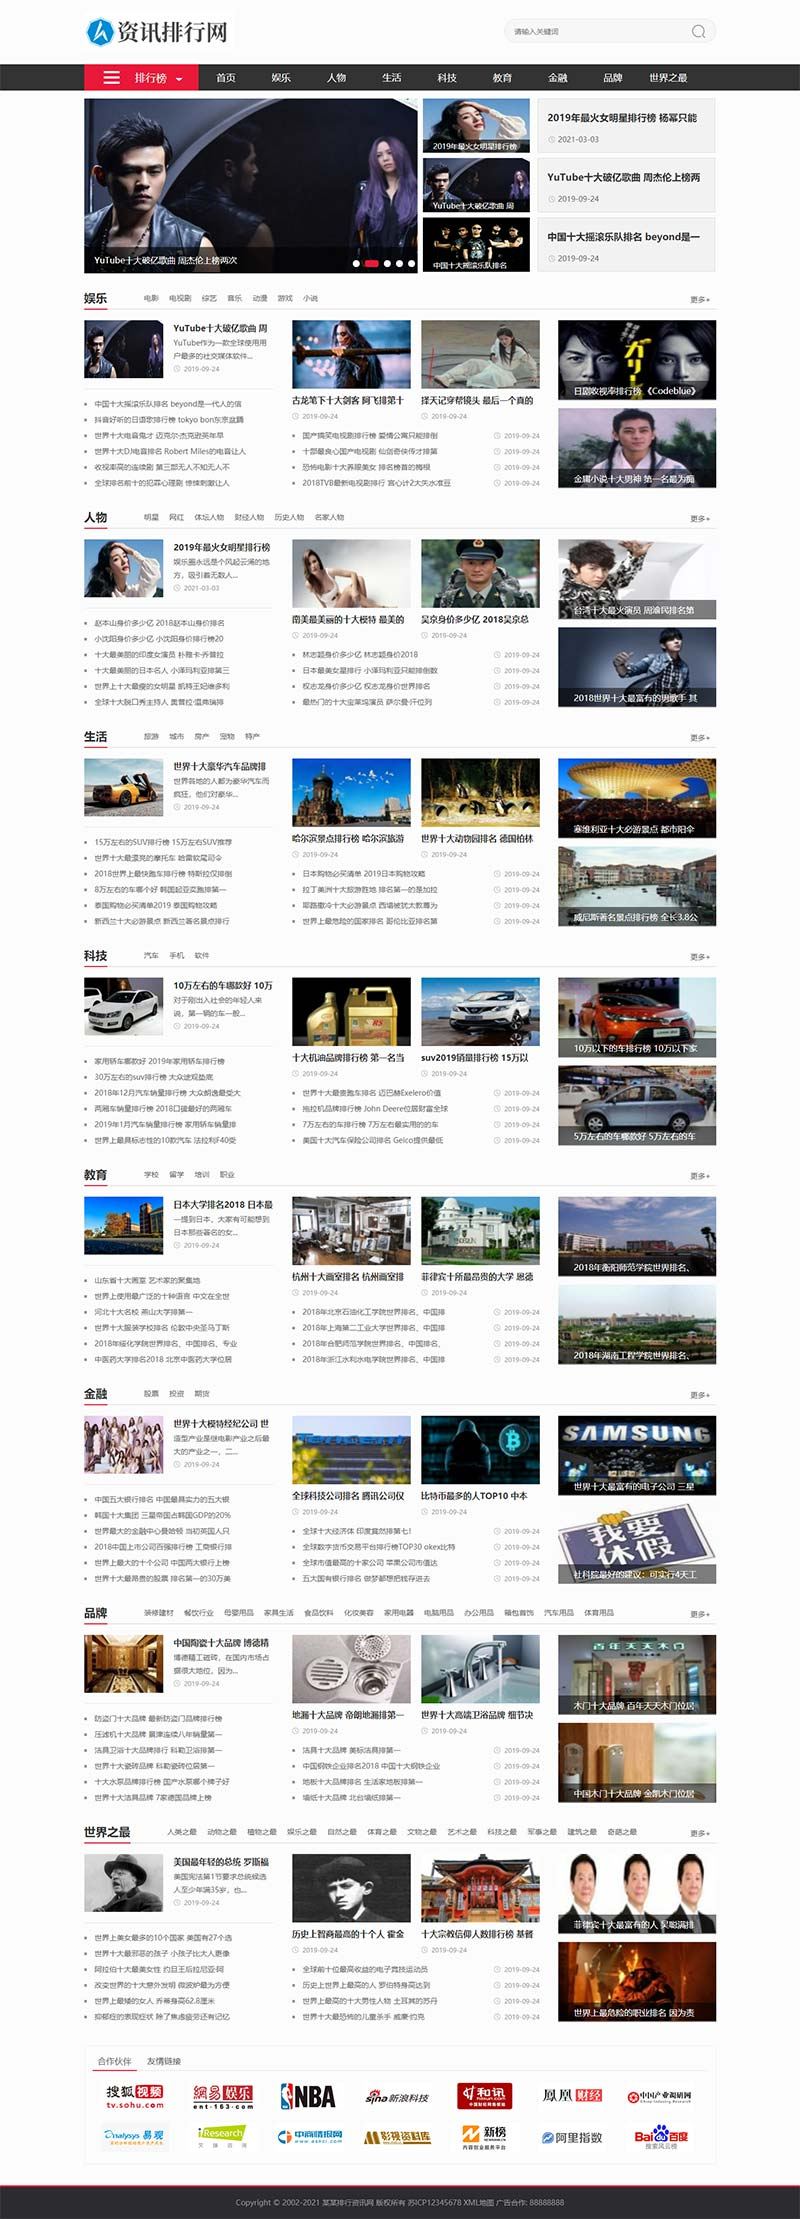 资讯排行网
请输入关键词
排行榜 首页 娱乐 人物 生活 科技 教育 金融 品牌 世界之最
YuTube十大破亿歌曲 周杰伦上榜两次
2019年最火女明星排行榜
YuTube十大破亿歌曲 周
中国十大摇滚乐队排名
2019年最火女明星排行榜 杨幂只能
2021-03-03
YuTube十大破亿歌曲 周杰伦上榜两
2019-09-24
中国十大摇滚乐队排名 beyond是一
2019-09-24
娱乐 电影 电视剧 综艺 音乐 动漫 游戏 小说 更多+
YuTube十大破亿歌曲 周
YuTube作为一款全球使用用
户最多的社交媒体软件...
2019-09-24
中国十大摇滚乐队排名 beyond是一代人的信
抖音好听的日语歌排行榜 tokyo bon东京盆踊
世界十大电音鬼才 迈克尔·杰克逊英年早
世界十大DJ电音排名 Robert Miles的电音让人
收视率高的连续剧 第三部无人不知无人不
全球排名前十的犯罪心理剧 惊悚刺激让人
古龙笔下十大剑客 阿飞排第十
2019-09-24
择天记穿帮镜头 最后一个真的
2019-09-24
国产搞笑电视剧排行榜 爱情公寓只能排倒 2019-09-24
十部最良心国产电视剧 仙剑奇侠传才排第 2019-09-24
恐怖电影十大养眼美女 排名榜首的梅根 2019-09-24
2018TVB最新电视剧排行 宫心计2大失水准豆 2019-09-24
日剧收视率排行榜 《Codeblue》
金庸小说十大男神 第一名最为痴
人物 明星 网红 体坛人物 财经人物 历史人物 名家人物 更多+
2019年最火女明星排行榜
娱乐圈永远是个风起云涌的地
方，吸引着无数人...
2021-03-03
赵本山身价多少亿 2018赵本山身价排名
小沈阳身价多少亿 小沈阳身价排行榜20
十大最美丽的印度女演员 朴雅卡·乔普拉
十大最美丽的日本名人 小泽玛利亚排第三
世界上十大最瘦的女明星 凯特王妃维多利
全球十大脱口秀主持人 奥普拉·温弗瑞排
南美最美丽的十大模特 最美的
2019-09-24
吴京身价多少亿 2018吴京总
2019-09-24
林志颖身价多少亿 林志颖身价2018 2019-09-24
日本最美女星排行 小泽玛利亚只能排倒数 2019-09-24
权志龙身价多少亿 权志龙身价世界排名 2019-09-24
最热门的十大宝莱坞演员 萨尔曼·汗位列 2019-09-24
台湾十大最火演员 周渝民排名第
2018世界十大最富有的男歌手 其
生活 旅游 城市 房产 宠物 特产 更多+
世界十大豪华汽车品牌排
世界各地的人都为豪华汽车而
疯狂，他们对豪华...
2019-09-24
15万左右的SUV排行榜 15万左右SUV推荐
世界十大最漂亮的摩托车 哈雷软尾司令
2018世界上最快跑车排行榜 特斯拉仅排倒
8万左右的车哪个好 韩国起亚奕跑排第一
泰国购物必买清单2019 泰国购物攻略
新西兰十大必游景点 新西兰著名景点排行
哈尔滨景点排行榜 哈尔滨旅游
2019-09-24
世界十大动物园排名 德国柏林
2019-09-24
日本购物必买清单 2019日本购物攻略 2019-09-24
拉丁美洲十大旅游胜地 排名第一的是加拉 2019-09-24
耶路撒冷十大必游景点 西墙被犹太教尊为 2019-09-24
世界上最危险的国家排名 哥伦比亚排名第 2019-09-24
塞维利亚十大必游景点 都市阳伞
威尼斯著名景点排行榜 全长3.8公
科技 汽车 手机 软件 更多+
10万左右的车哪款好 10万
对于刚出入社会的年轻人来
说，第一辆的车一般...
2019-09-24
家用轿车哪款好 2019年家用轿车排行榜
30万左右的suv排行榜 大众途观垫底
2018年12月汽车销量排行榜 大众朗逸最受大
两厢车销量排行榜 2018口碑最好的两厢车
2019年1月汽车销量排行榜 家用轿车销量排
世界上最具标志性的10款汽车 法拉利F40受
十大机油品牌排行榜 第一名当
2019-09-24
suv2019销量排行榜 15万以
2019-09-24
世界十大最贵跑车排名 迈巴赫Exelero价值 2019-09-24
拖拉机品牌排行榜 John Deere位居财富全球 2019-09-24
7万左右的车排行榜 7万左右最实用的的车 2019-09-24
美国十大汽车保险公司排名 Geico提供最低 2019-09-24
10万以下的车排行榜 10万以下家
5万左右的车哪款好 5万左右的车
教育 学校 留学 培训 职业 更多+
日本大学排名2018 日本最
一提到日本，大家有可能想到
日本那些著名的女...
2019-09-24
山东省十大画室 艺术家的聚集地
世界上使用最广泛的十种语言 中文在全世
河北十大名校 燕山大学排第一
世界十大服装学校排名 伦敦中央圣马丁斯
2018年绥化学院世界排名、中国排名、专业
中医药大学排名2018 北京中医药大学位居
杭州十大画室排名 杭州画室排
2019-09-24
菲律宾十所最昂贵的大学 恩德
2019-09-24
2018年北京石油化工学院世界排名、中国排 2019-09-24
2018年上海第二工业大学世界排名、中国排 2019-09-24
2018年合肥师范学院世界排名、中国排名、 2019-09-24
2018年浙江水利水电学院世界排名、中国排 2019-09-24
2018年衡阳师范学院世界排名、
2018年湖南工程学院世界排名、
金融 股票 投资 期货 更多+
世界十大模特经纪公司 世
造型产业是继电影产业之后最
大的产业之一，二...
2019-09-24
中国五大银行排名 中国最具实力的五大银
韩国十大集团 三星帝国占韩国GDP的20%
世界最大的金融中心曼哈顿 当初英国人只
2018中国上市公司百强排行榜 工商银行排
世界上最大的十个公司 中国两大银行上榜
世界十大最昂贵的股票 排名第一的30万美
全球科技公司排名 腾讯公司仅
2019-09-24
比特币最多的人TOP10 中本
2019-09-24
全球十大经济体 印度竟然排第七! 2019-09-24
全球数字货币交易平台排行榜TOP30 okex比特 2019-09-24
全球市值最高的十家公司 苹果公司市值达 2019-09-24
五大国有银行排名 做梦都想把钱存进去 2019-09-24
SAMSUNG
世界十大最富有的电子公司 三星
我要
休假
社科院最好的建议：可实行4天工
品牌 装修建材 餐饮行业 母婴用品 家具生活 食品饮料 化妆美容 家用电器 电脑用品 办公用品 箱包首饰 汽车用品 体育用品 更多+
中国陶瓷十大品牌 博德精
博德精工磁砖，在国内市场占
据很大地位，因为...
2019-09-24
防盗门十大品牌 最新防盗门品牌排行榜
压滤机十大品牌 景津连续八年销量第一
洁具卫浴十大品牌排行 科勒卫浴排第一
世界十大瓷砖品牌 科勒瓷砖位居第一
十大水泵品牌排行榜 国产水泵哪个牌子好
世界十大洁具品牌 7家德国品牌上榜
地漏十大品牌 帝朗地漏排第一
2019-09-24
世界十大高端卫浴品牌 细节决
2019-09-24
洁具十大品牌 美标洁具排第一 2019-09-24
中国钢铁企业排名2018 中国十大钢铁企业 2019-09-24
地板十大品牌排名 生活家地板排第一 2019-09-24
墙纸十大品牌 北台墙纸排第一 2019-09-24
百年天天木门
木门十大品牌 百年天天木门位居
中国木门十大品牌 金凯木门位居
世界之最 人类之最 动物之最 植物之最 娱乐之最 自然之最 体育之最 文物之最 艺术之最 科技之最 军事之最 建筑之最 奇葩之最 更多+
美国最年轻的总统 罗斯福
美国宪法第1节要求总统候选
人至少年满35岁，也...
2019-09-24
世界上美女最多的10个国家 美国有27个选
世界十大最邪恶的孩子 小孩子比大人更像
阿拉伯十大最美女性 约旦王后拉尼亚·阿
改变世界的十大意外发明 微波炉最为方便
世界上最矮的女人 乔蒂身高62.8厘米
抑郁症的表现症状 除了焦虑疲劳还有记忆
历史上智商最高的十个人 霍金
2019-09-24
十大宗教信仰人数排行榜 基督
2019-09-24
全球前十位最高收益的电子竞技运动员 2019-09-24
历史上世界上最高的人 罗伯特身高达到 2019-09-24
世界上最高的十大男性人物 土耳其的苏丹 2019-09-24
世界十大最恐怖的儿童杀手 威廉·约克 2019-09-24
菲律宾十大最富有的人 吴聪满排
世界上最危险的职业排名 因为责
合作伙伴 友情链接
搜狐视频 tv.sohu.com
網易娱乐 ent·163·com
NBA
sina新浪科技
和讯
凤凰财经
中国产业调研网
analysys易观
iResearch 艾瑞咨询
中商情报网 www.askci.com
影视资料库
新榜 内容创业服务平台
阿里指数
Bai百度 搜索风云榜
Copyright © 2002-2021 某某排行资讯网 版权所有 苏ICP12345678 XML地图 广告合作: 88888888